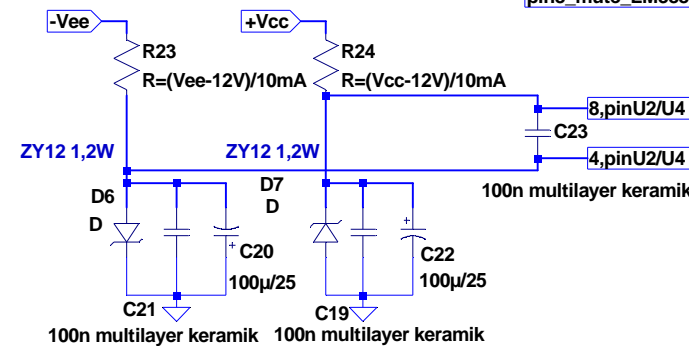 -Vee
+Vcc
R23
R=(Vee-12V)/10mA
R24
R=(Vcc-12V)/10mA
8,pinU2/U4
C23
4,pinU2/U4
100n multilayer keramik
ZY12 1,2W
ZY12 1,2W
D6
D
D7
D
+
C20
100µ/25
+
C22
100µ/25
C21
C19
100n multilayer keramik
100n multilayer keramik